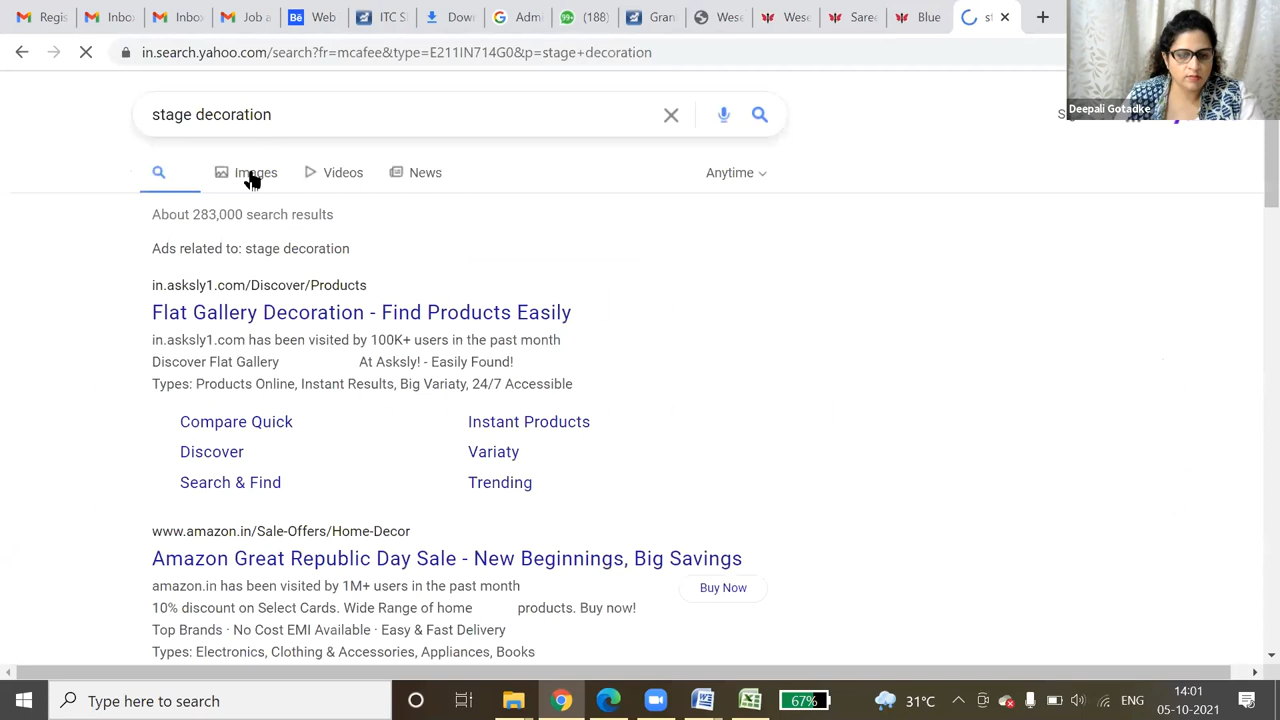 Regis
Inbo
Inbox
Job a
Bē Web
ITC S
Dow
Adm
99+ (188)
Gran
Wese
Wese
Saree
Blue
st
in.search.yahoo.com/search?fr=mcafee&type=E211IN714G0&p=stage+decoration
Deepali Gotadke
stage decoration
Images
Videos
News
Anytime
About 283,000 search results
Ads related to: stage decoration
in.asksly1.com/Discover/Products
Flat Gallery Decoration - Find Products Easily
in.asksly1.com has been visited by 100K+ users in the past month
Discover Flat Gallery At Asksly! - Easily Found!
Types: Products Online, Instant Results, Big Variaty, 24/7 Accessible
Compare Quick Instant Products
Discover Variaty
Search & Find Trending
www.amazon.in/Sale-Offers/Home-Decor
Amazon Great Republic Day Sale - New Beginnings, Big Savings
amazon.in has been visited by 1M+ users in the past month
Buy Now
10% discount on Select Cards. Wide Range of home products. Buy now!
Top Brands · No Cost EMI Available · Easy & Fast Delivery
Types: Electronics, Clothing & Accessories, Appliances, Books
Type here to search
67%
31°C
ENG
14:01
05-10-2021